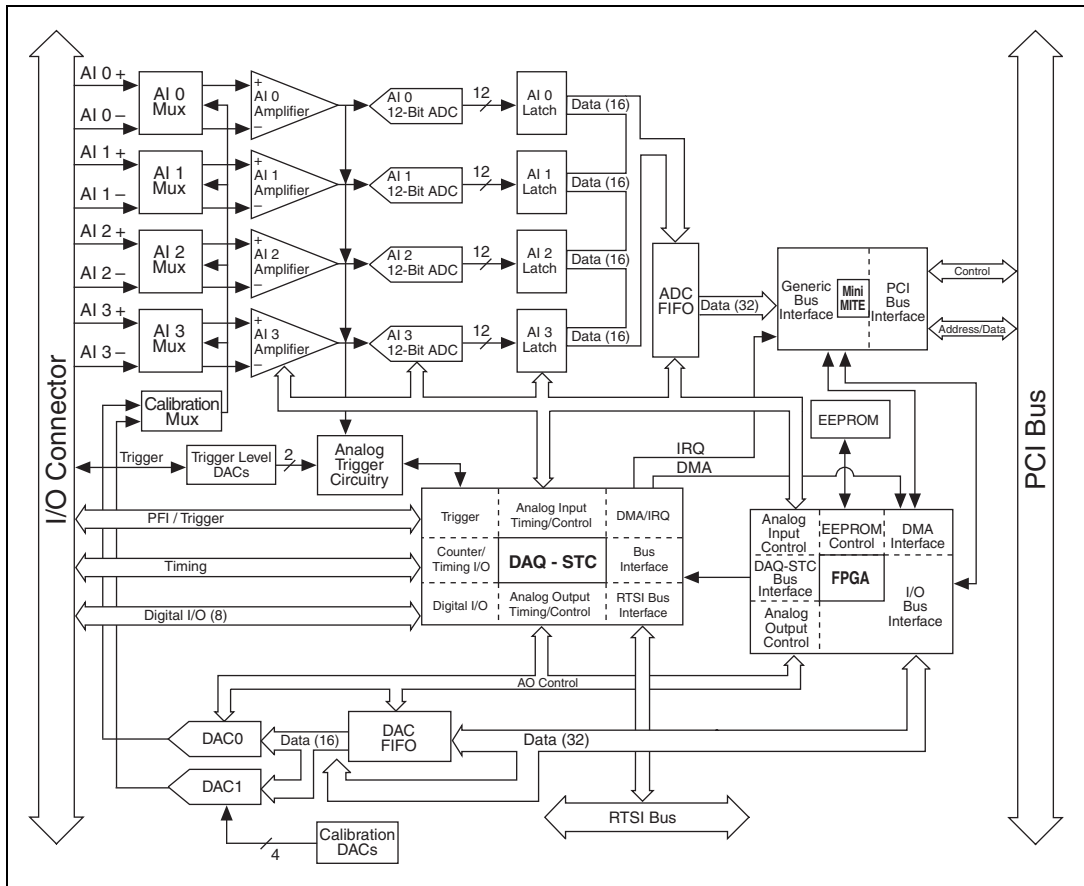 I/O Connector
PCI Bus
AI 0 +
AI 0 –
AI 0
Mux
+
AI 0
Amplifier
–
AI 0
12-Bit ADC
12
AI 0
Latch
Data (16)
AI 1 +
AI 1 –
AI 1
Mux
+
AI 1
Amplifier
–
AI 1
12-Bit ADC
12
AI 1
Latch
Data (16)
AI 2 +
AI 2 –
AI 2
Mux
+
AI 2
Amplifier
–
AI 2
12-Bit ADC
12
AI 2
Latch
Data (16)
AI 3 +
AI 3 –
AI 3
Mux
+
AI 3
Amplifier
–
AI 3
12-Bit ADC
12
AI 3
Latch
Data (16)
ADC
FIFO
Data (32)
Generic
Bus
Interface
Mini
MITE
PCI
Bus
Interface
Control
Address/Data
Calibration
Mux
Trigger
Trigger Level
DACs
2
Analog
Trigger
Circuitry
IRQ
DMA
EEPROM
PFI / Trigger
Timing
Digital I/O (8)
Trigger
Analog Input
Timing/Control
DMA/IRQ
Counter/
Timing I/O
DAQ - STC
Bus
Interface
Digital I/O
Analog Output
Timing/Control
RTSI Bus
Interface
Analog
Input
Control
EEPROM
Control
DMA
Interface
DAQ-STC
Bus
Interface
FPGA
I/O
Bus
Interface
Analog
Output
Control
AO Control
DAC0
Data (16)
DAC
FIFO
Data (32)
DAC1
RTSI Bus
4
Calibration
DACs